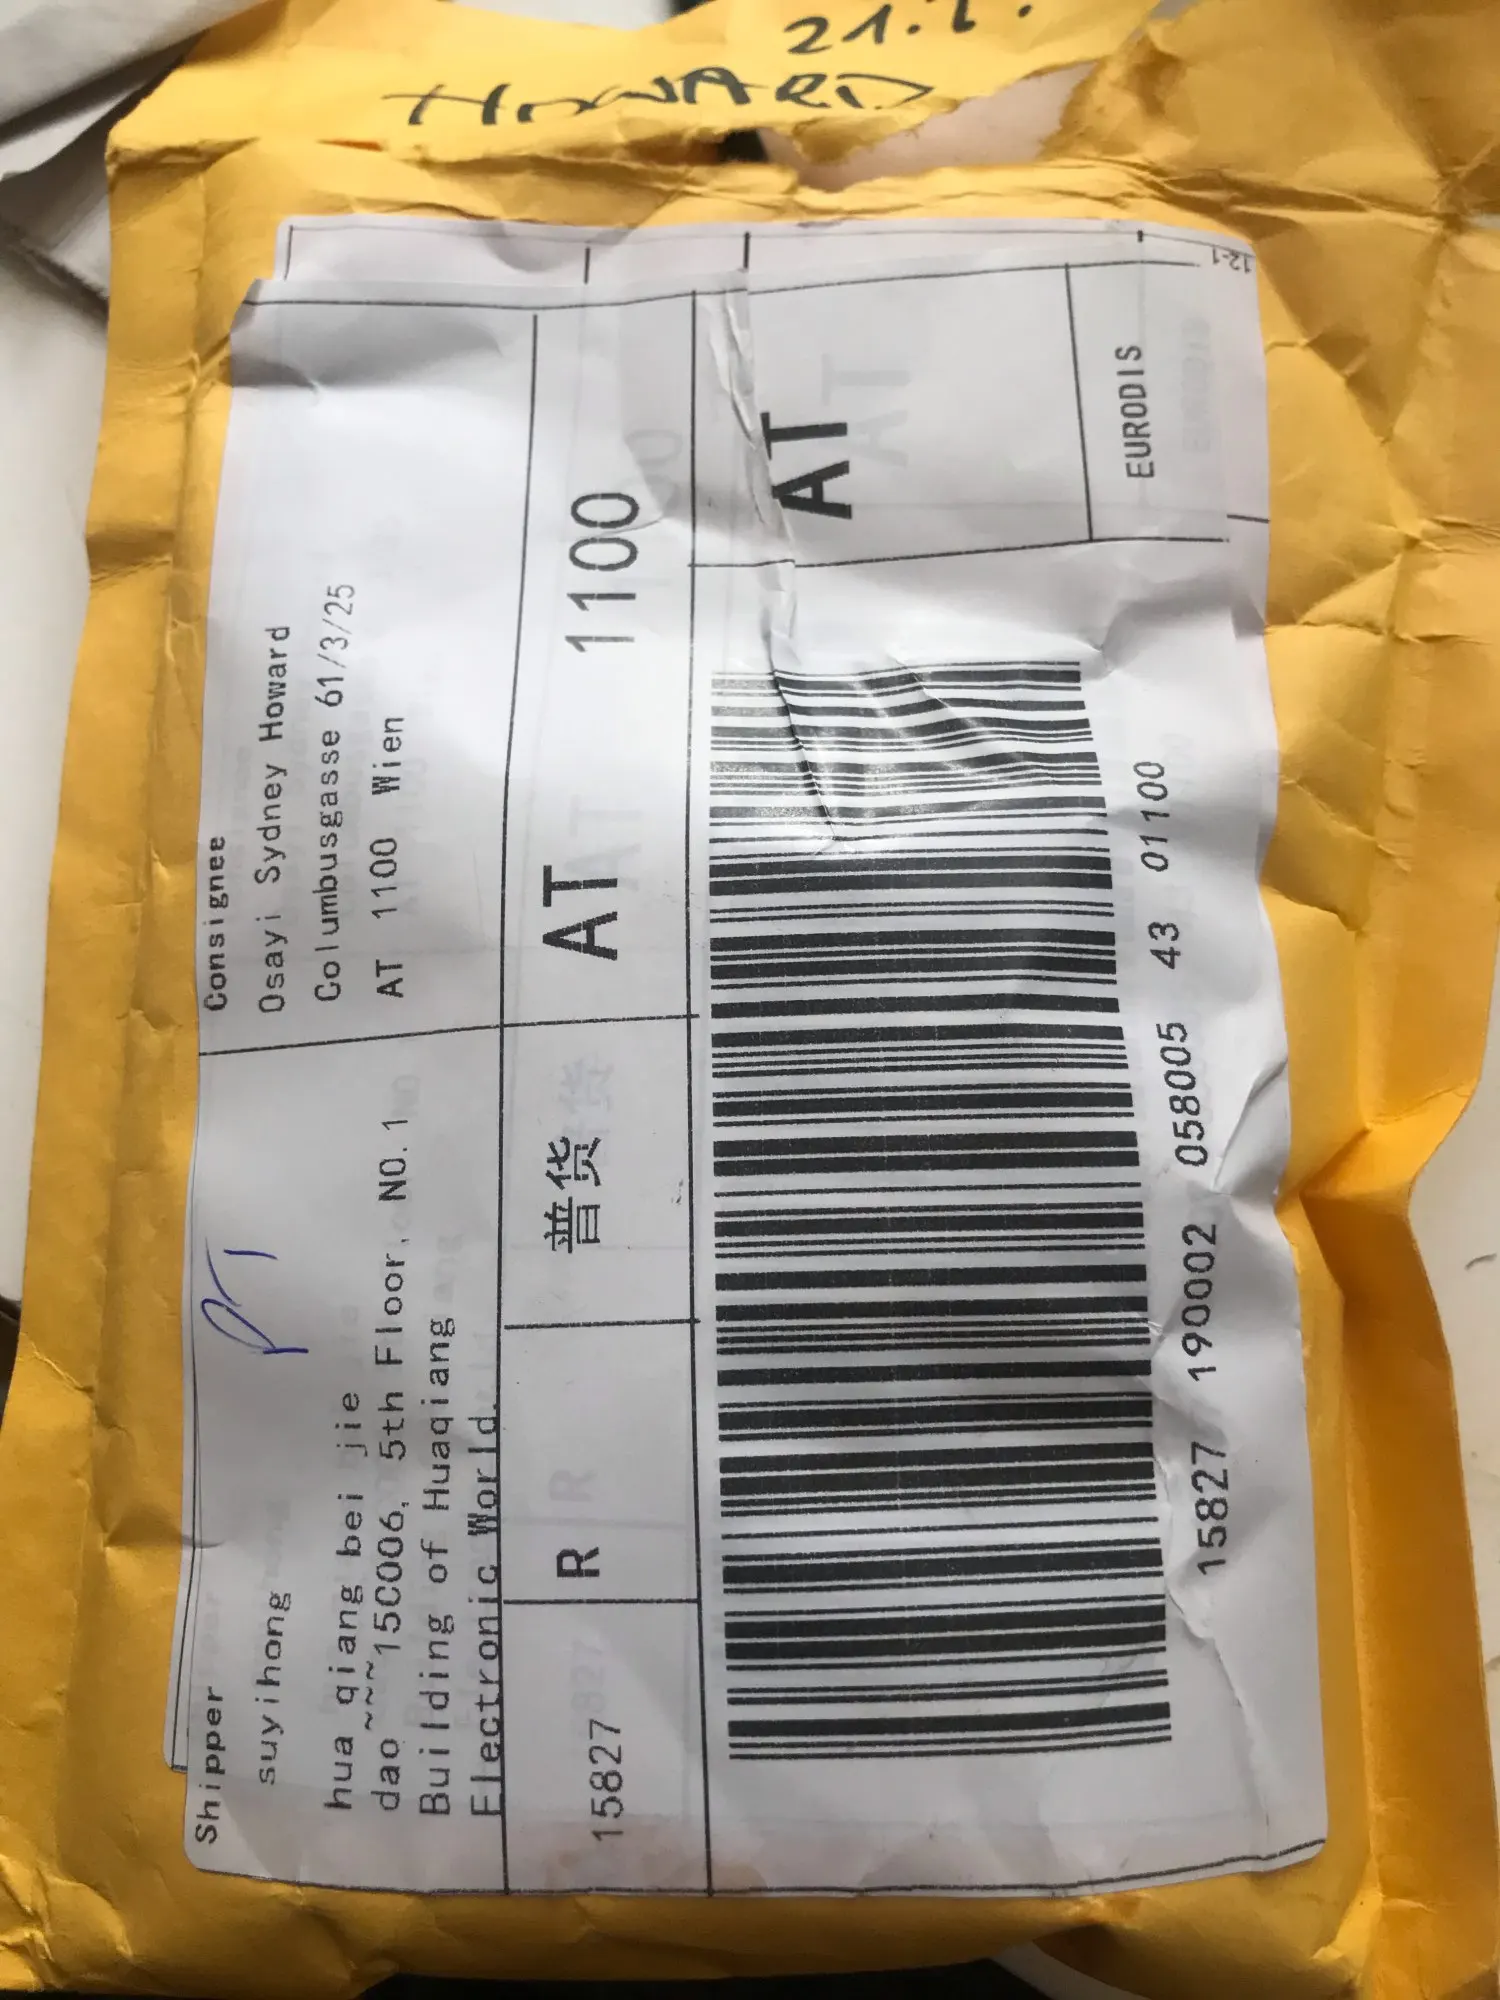 21.1.
HOWARD
Shipper
suyihong
hua qiang bei jie
dao ~~~15C006, 5th Floor, NO.1
Building of Huaqiang
Electronic World.
Consignee
Osayi Sydney Howard
Columbusgasse 61/3/25
AT 1100 Wien
15827
R
普货
AT 1100
AT
EURODIS
15827 190002 058005 43 01100
12-1